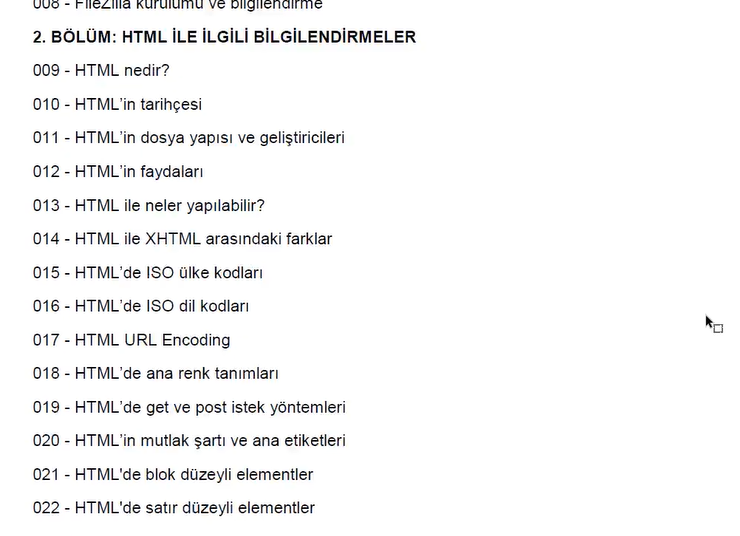 008 - FileZilla kurulumu ve bilgilendirme
2. BÖLÜM: HTML İLE İLGİLİ BİLGİLENDİRMELER
009 - HTML nedir?
010 - HTML’in tarihçesi
011 - HTML’in dosya yapısı ve geliştiricileri
012 - HTML’in faydaları
013 - HTML ile neler yapılabilir?
014 - HTML ile XHTML arasındaki farklar
015 - HTML’de ISO ülke kodları
016 - HTML’de ISO dil kodları
017 - HTML URL Encoding
018 - HTML’de ana renk tanımları
019 - HTML’de get ve post istek yöntemleri
020 - HTML’in mutlak şartı ve ana etiketleri
021 - HTML'de blok düzeyli elementler
022 - HTML'de satır düzeyli elementler